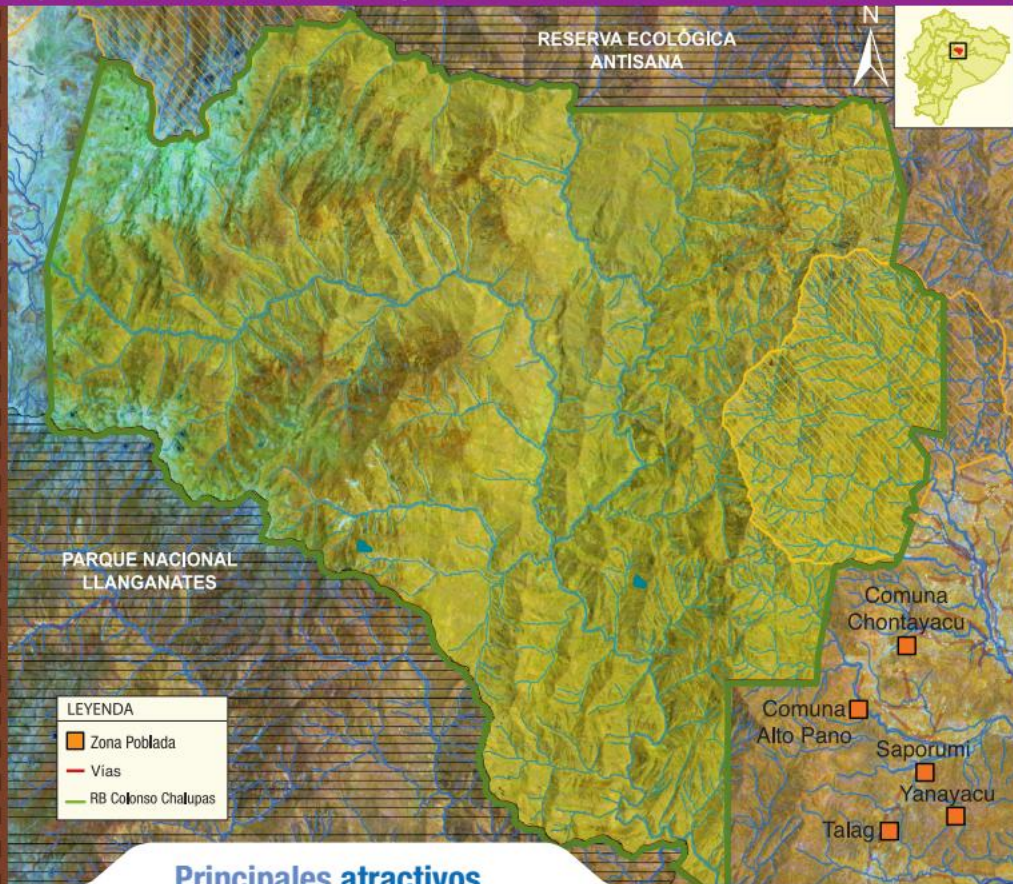 RESERVA ECOLÓGICA
ANTISANA
N
PARQUE NACIONAL
LLANGANATES
Comuna
Chontayacu
Comuna
Alto Pano
Saporumi
Yanayacu
Talag
LEYENDA
Zona Poblada
Vias
RB Colonso Chalupas
Principales atractivos